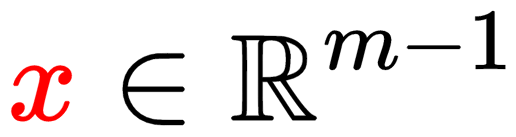 x ∈ ℝ^{m−1}